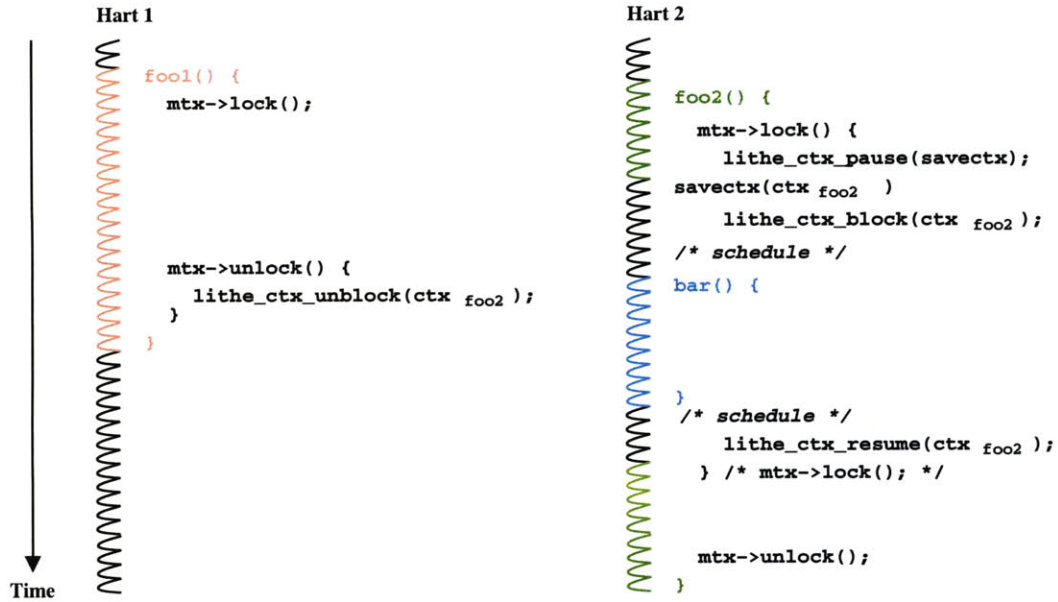 Hart 1
foo1() {
mtx->lock();
mtx->unlock() {
lithe_ctx_unblock(ctx foo2 );
}
}
Time
Hart 2
foo2() {
mtx->lock() {
lithe_ctx_pause(savectx);
savectx(ctx foo2 )
lithe_ctx_block(ctx foo2 );
/* schedule */
bar() {
}
/* schedule */
lithe_ctx_resume(ctx foo2 );
} /* mtx->lock(); */
mtx->unlock();
}